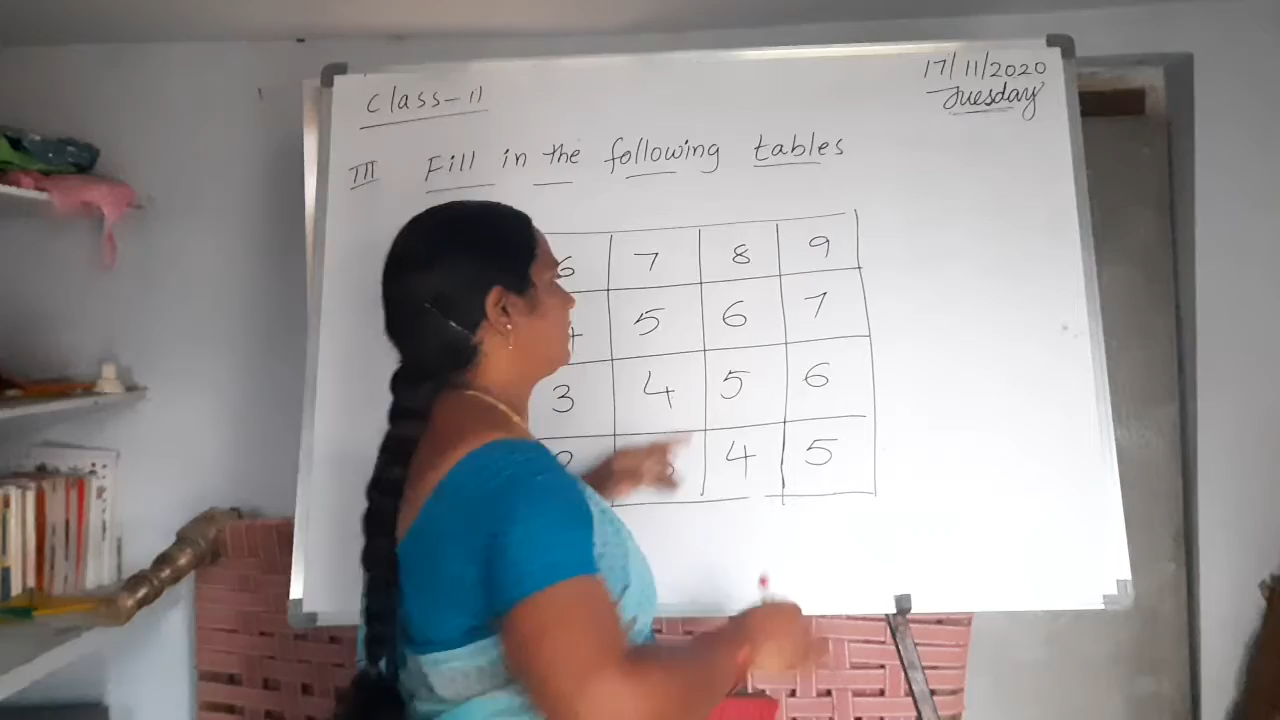 17/11/2020
Class-II
Tuesday
III Fill in the following tables
6 7 8 9
5 6 7
3 4 5 6
4 5